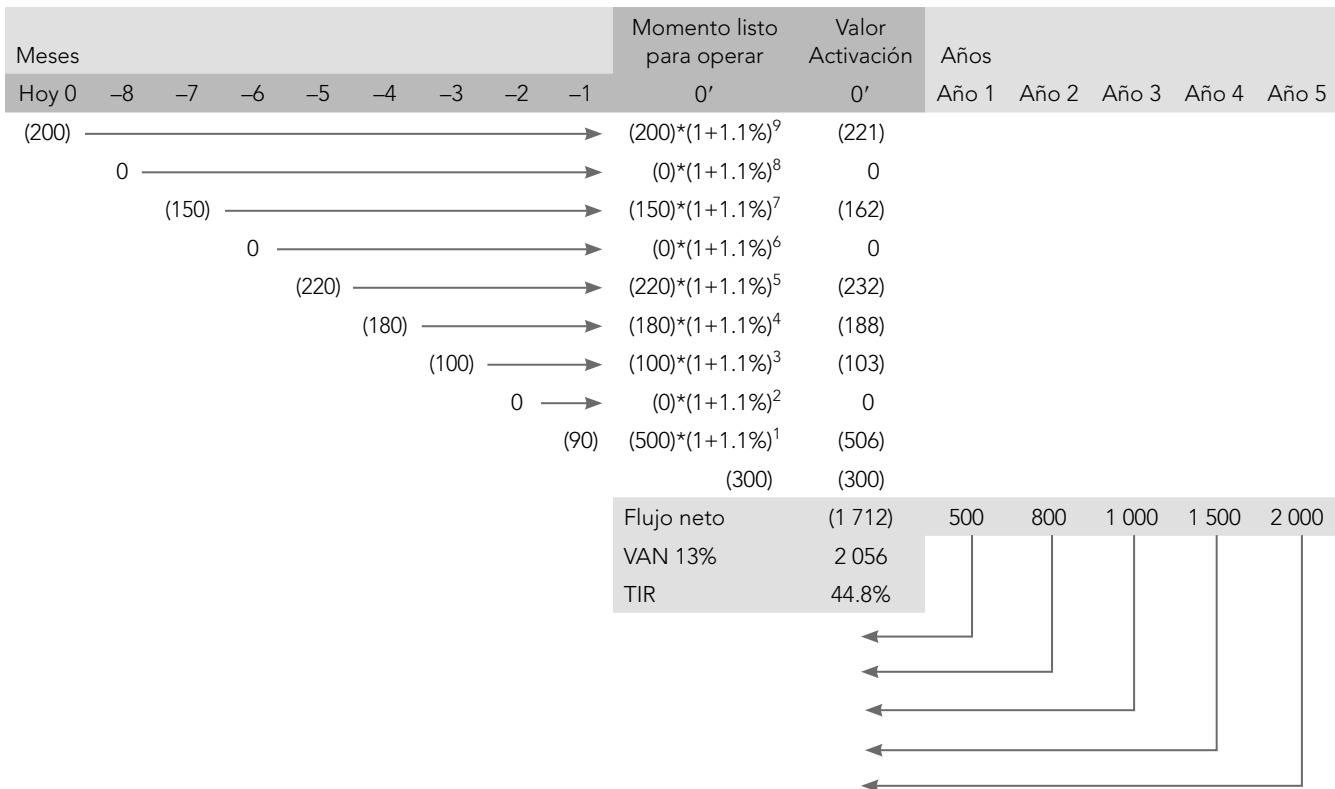 Meses
Momento listo para operar
Valor Activación
Años
Hoy 0 –8 –7 –6 –5 –4 –3 –2 –1 0′ 0′ Año 1 Año 2 Año 3 Año 4 Año 5
(200) (200)*(1+1.1%)⁹ (221)
0 (0)*(1+1.1%)⁸ 0
(150) (150)*(1+1.1%)⁷ (162)
0 (0)*(1+1.1%)⁶ 0
(220) (220)*(1+1.1%)⁵ (232)
(180) (180)*(1+1.1%)⁴ (188)
(100) (100)*(1+1.1%)³ (103)
0 (0)*(1+1.1%)² 0
(90) (500)*(1+1.1%)¹ (506)
(300) (300)
Flujo neto (1 712) 500 800 1 000 1 500 2 000
VAN 13% 2 056
TIR 44.8%